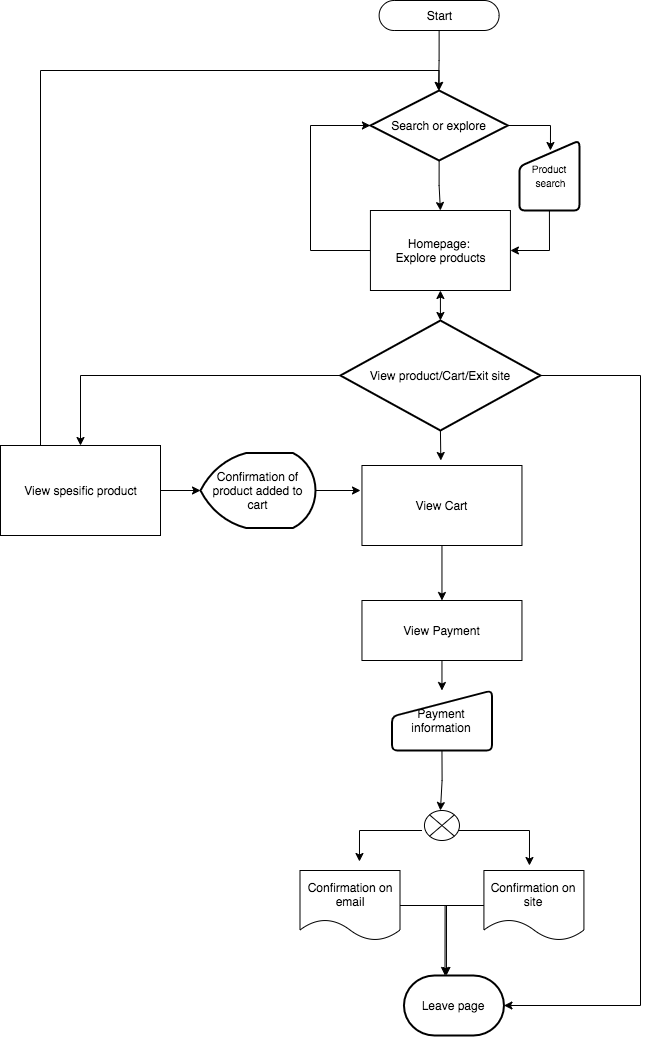 Start
Search or explore
Product
search
Homepage:
Explore products
View product/Cart/Exit site
View spesific product
Confirmation of
product added to
cart
View Cart
View Payment
Payment
information
Confirmation on
email
Confirmation on
site
Leave page